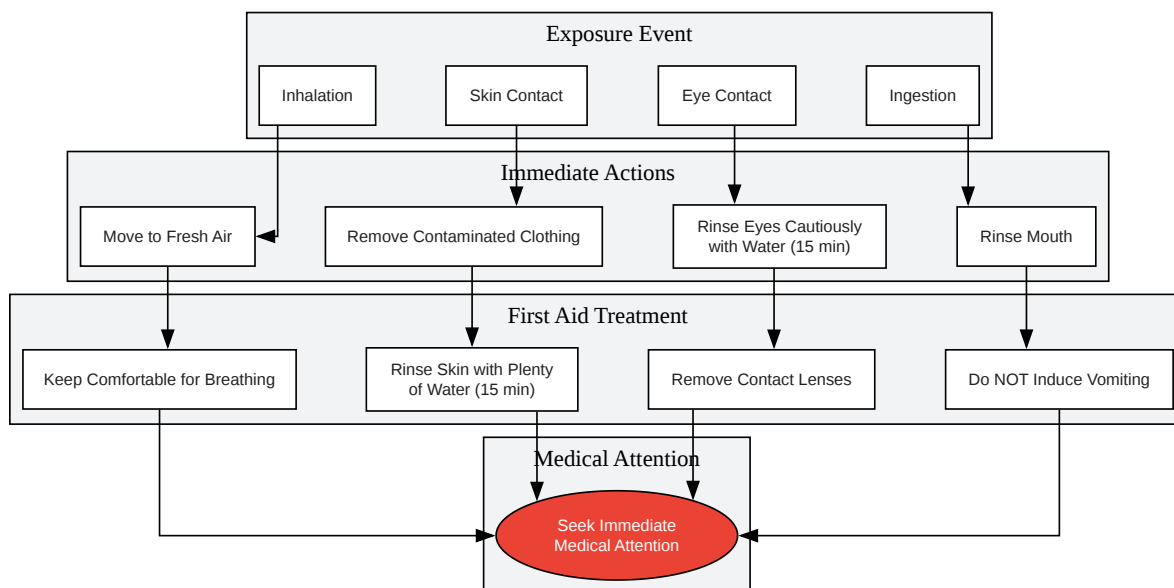 Exposure Event
Inhalation
Skin Contact
Eye Contact
Ingestion
Immediate Actions
Move to Fresh Air
Remove Contaminated Clothing
Rinse Eyes Cautiously
with Water (15 min)
Rinse Mouth
First Aid Treatment
Keep Comfortable for Breathing
Rinse Skin with Plenty
of Water (15 min)
Remove Contact Lenses
Do NOT Induce Vomiting
Medical Attention
Seek Immediate
Medical Attention